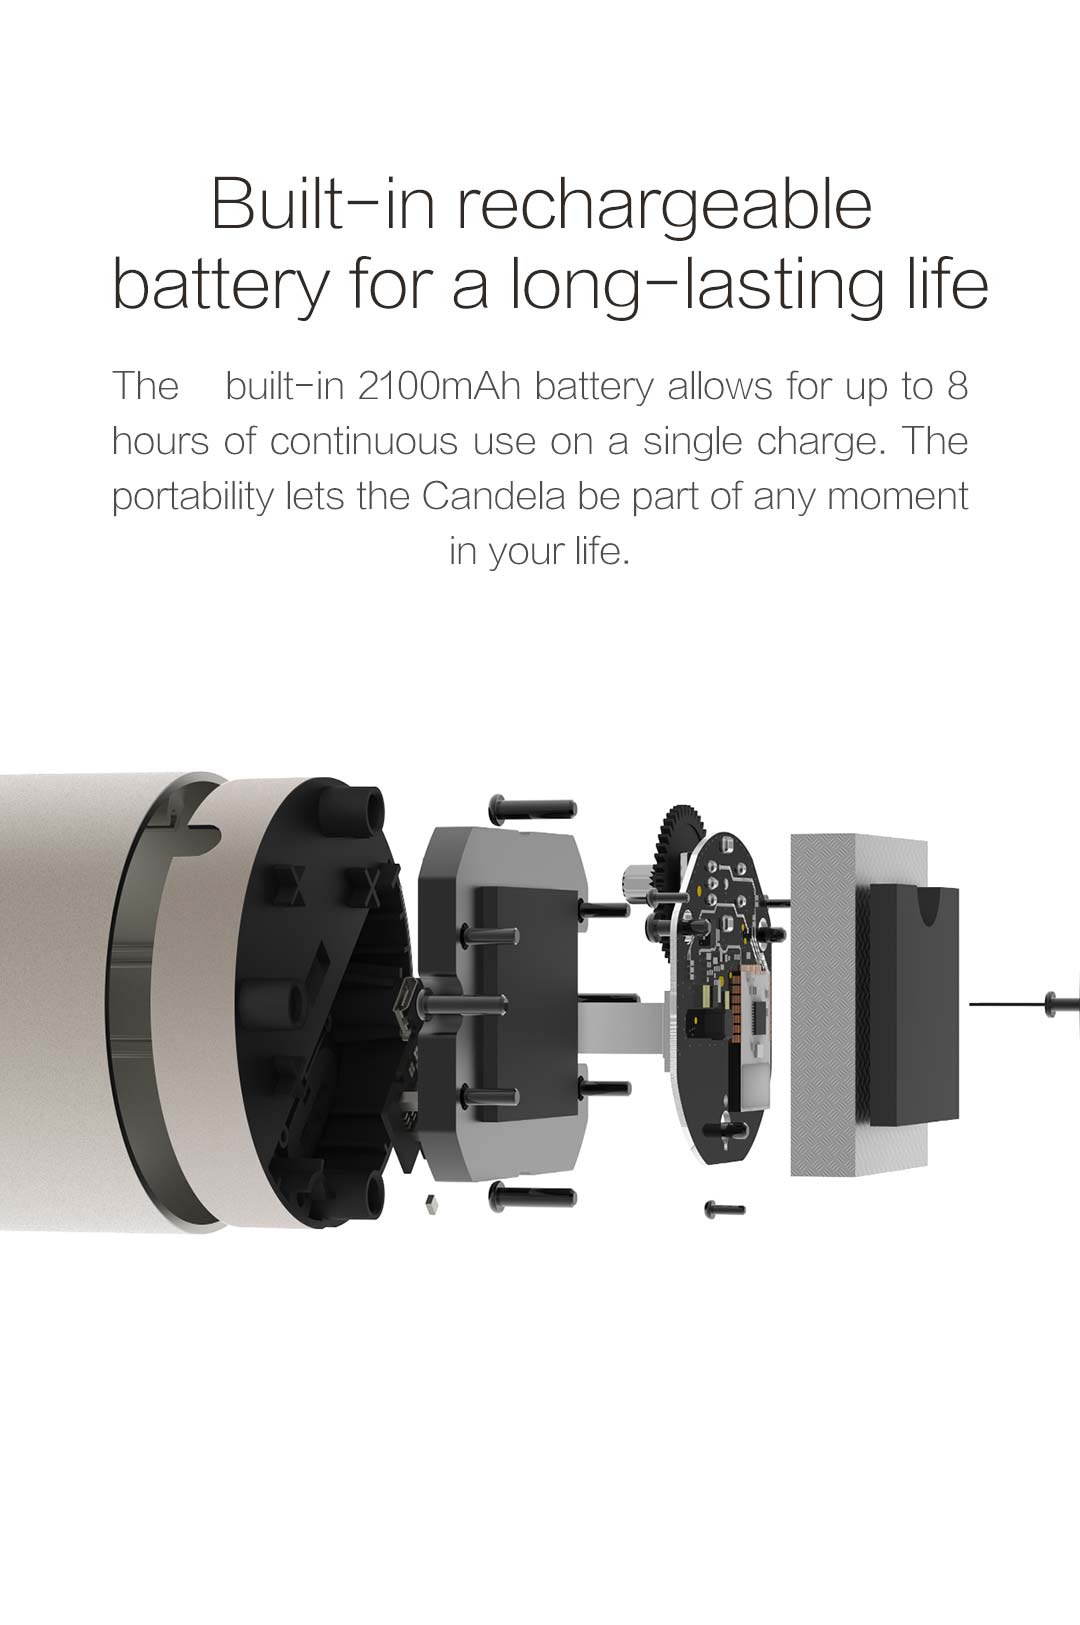 Built-in rechargeable
battery for a long-lasting life
The built-in 2100mAh battery allows for up to 8
hours of continuous use on a single charge. The
portability lets the Candela be part of any moment
in your life.